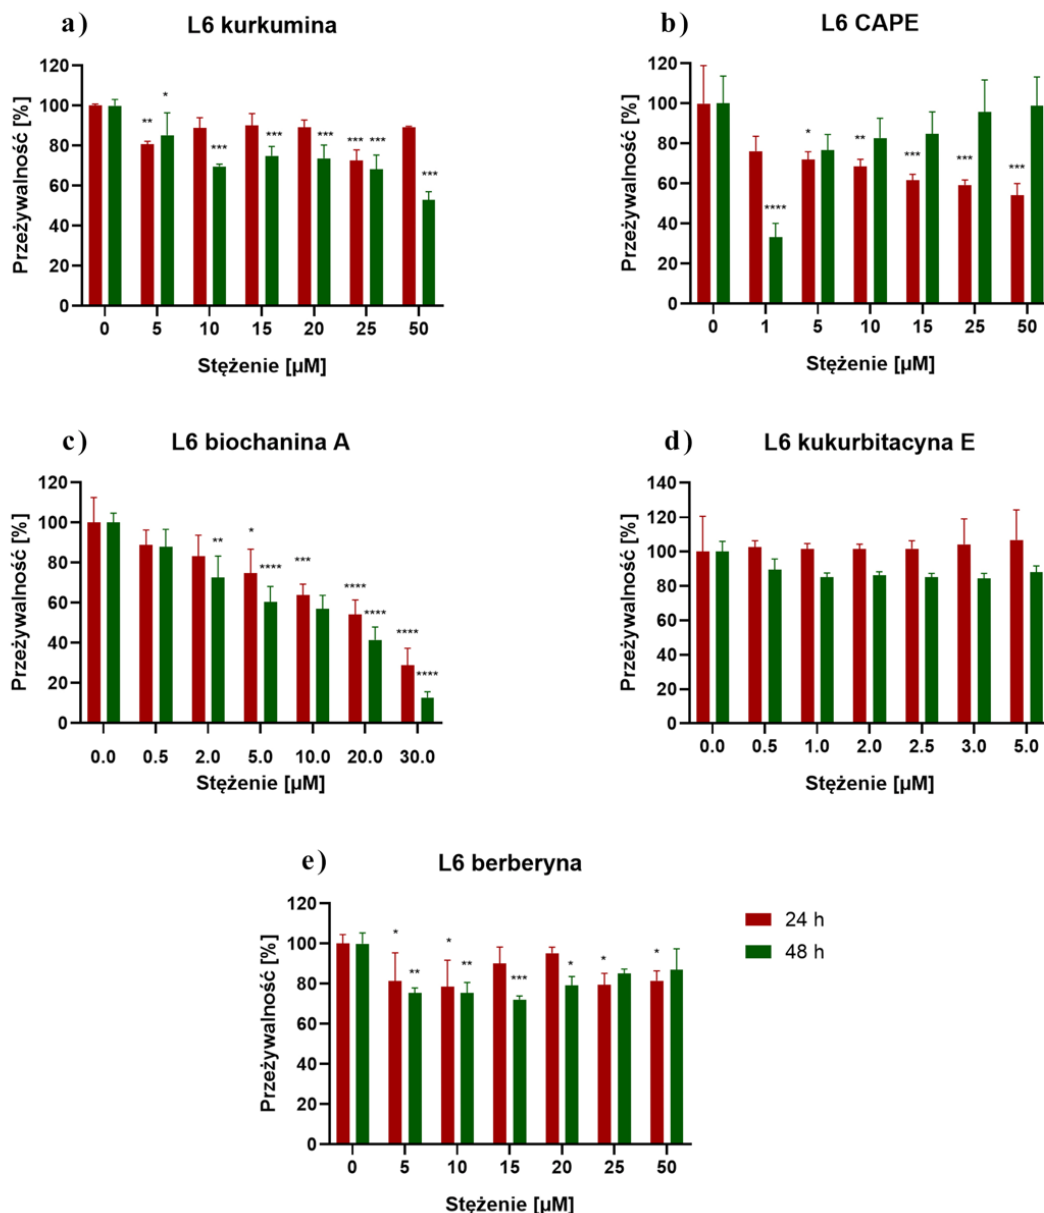 a)
L6 kurkumina
Przeżywalność [%]
120
100
80
60
40
20
0
** * *** *** *** *** *** ***
0 5 10 15 20 25 50
Stężenie [µM]
b)
L6 CAPE
Przeżywalność [%]
120
100
80
60
40
20
0
**** * ** *** *** ***
0 1 5 10 15 25 50
Stężenie [µM]
c)
L6 biochanina A
Przeżywalność [%]
120
100
80
60
40
20
0
** * **** *** **** **** **** ****
0.0 0.5 2.0 5.0 10.0 20.0 30.0
Stężenie [µM]
d)
L6 kukurbitacyna E
Przeżywalność [%]
140
120
100
80
60
40
20
0
0.0 0.5 1.0 2.0 2.5 3.0 5.0
Stężenie [µM]
e)
L6 berberyna
Przeżywalność [%]
120
100
80
60
40
20
0
* ** * ** *** * * *
0 5 10 15 20 25 50
Stężenie [µM]
24 h
48 h